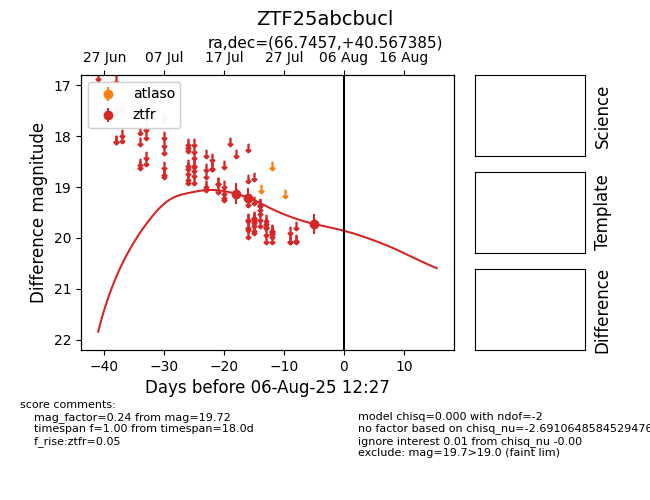 ZTF25abcbucl
ra,dec=(66.7457,+40.567385)
27 Jun 07 Jul 17 Jul 27 Jul 06 Aug 16 Aug
atlaso
ztfr
17
18
19
20
21
22
Difference magnitude
−40 −30 −20 −10 0 10
Days before 06-Aug-25 12:27
Science
Template
Difference
score comments:
mag_factor=0.24 from mag=19.72
timespan f=1.00 from timespan=18.0d
f_rise:ztfr=0.05
model chisq=0.000 with ndof=-2
no factor based on chisq_nu=-2.6910648584529476
ignore interest 0.01 from chisq_nu -0.00
exclude: mag=19.7>19.0 (faint lim)